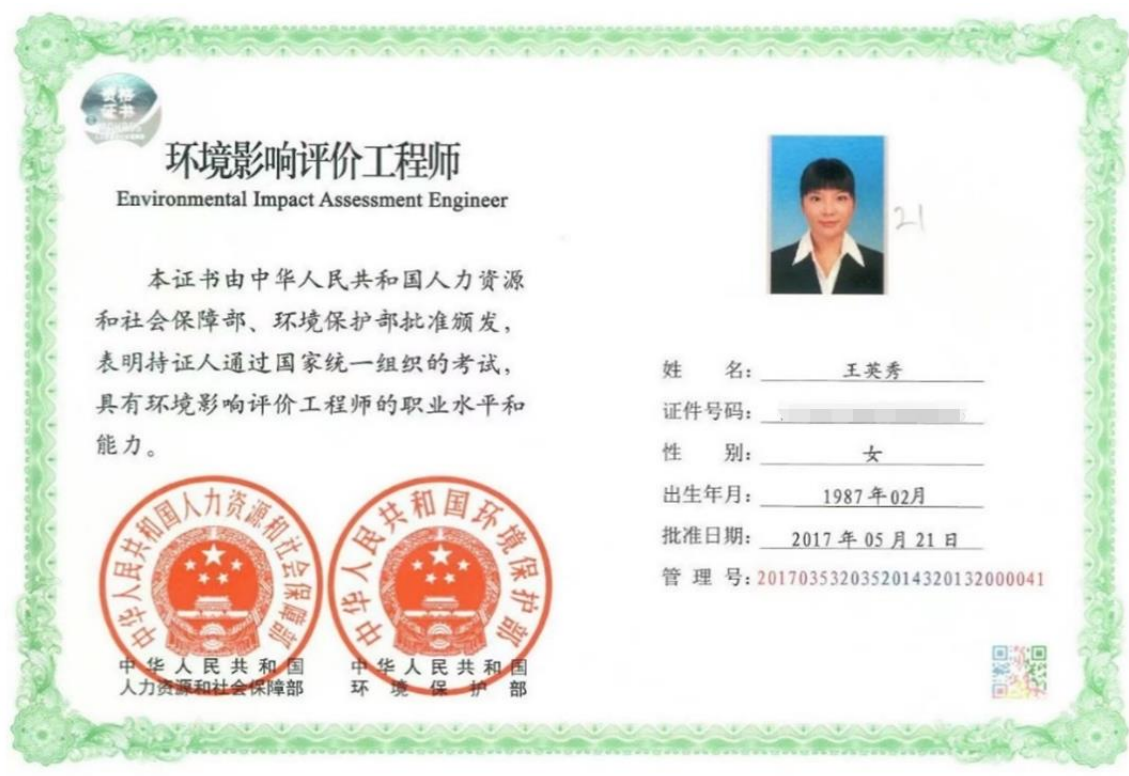 资格
证书
环境影响评价工程师
Environmental Impact Assessment Engineer
本证书由中华人民共和国人力资源
和社会保障部、环境保护部批准颁发，
表明持证人通过国家统一组织的考试，
具有环境影响评价工程师的职业水平和
能力。
21
姓 名： 王英秀
证件号码：
性 别： 女
出生年月： 1987年02月
批准日期： 2017年05月21日
管理号：2017035320352014320132000041
中华人民共和国人力资源和社会保障部
中华人民共和国环境保护部
中华人民共和国
人力资源和社会保障部
中华人民共和国
环境保护部